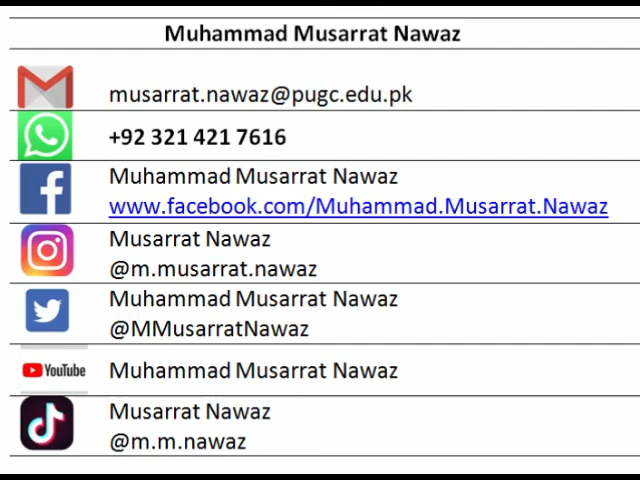 Muhammad Musarrat Nawaz
musarrat.nawaz@pugc.edu.pk
+92 321 421 7616
Muhammad Musarrat Nawaz
www.facebook.com/Muhammad.Musarrat.Nawaz
Musarrat Nawaz
@m.musarrat.nawaz
Muhammad Musarrat Nawaz
@MMusarratNawaz
YouTube Muhammad Musarrat Nawaz
Musarrat Nawaz
@m.m.nawaz